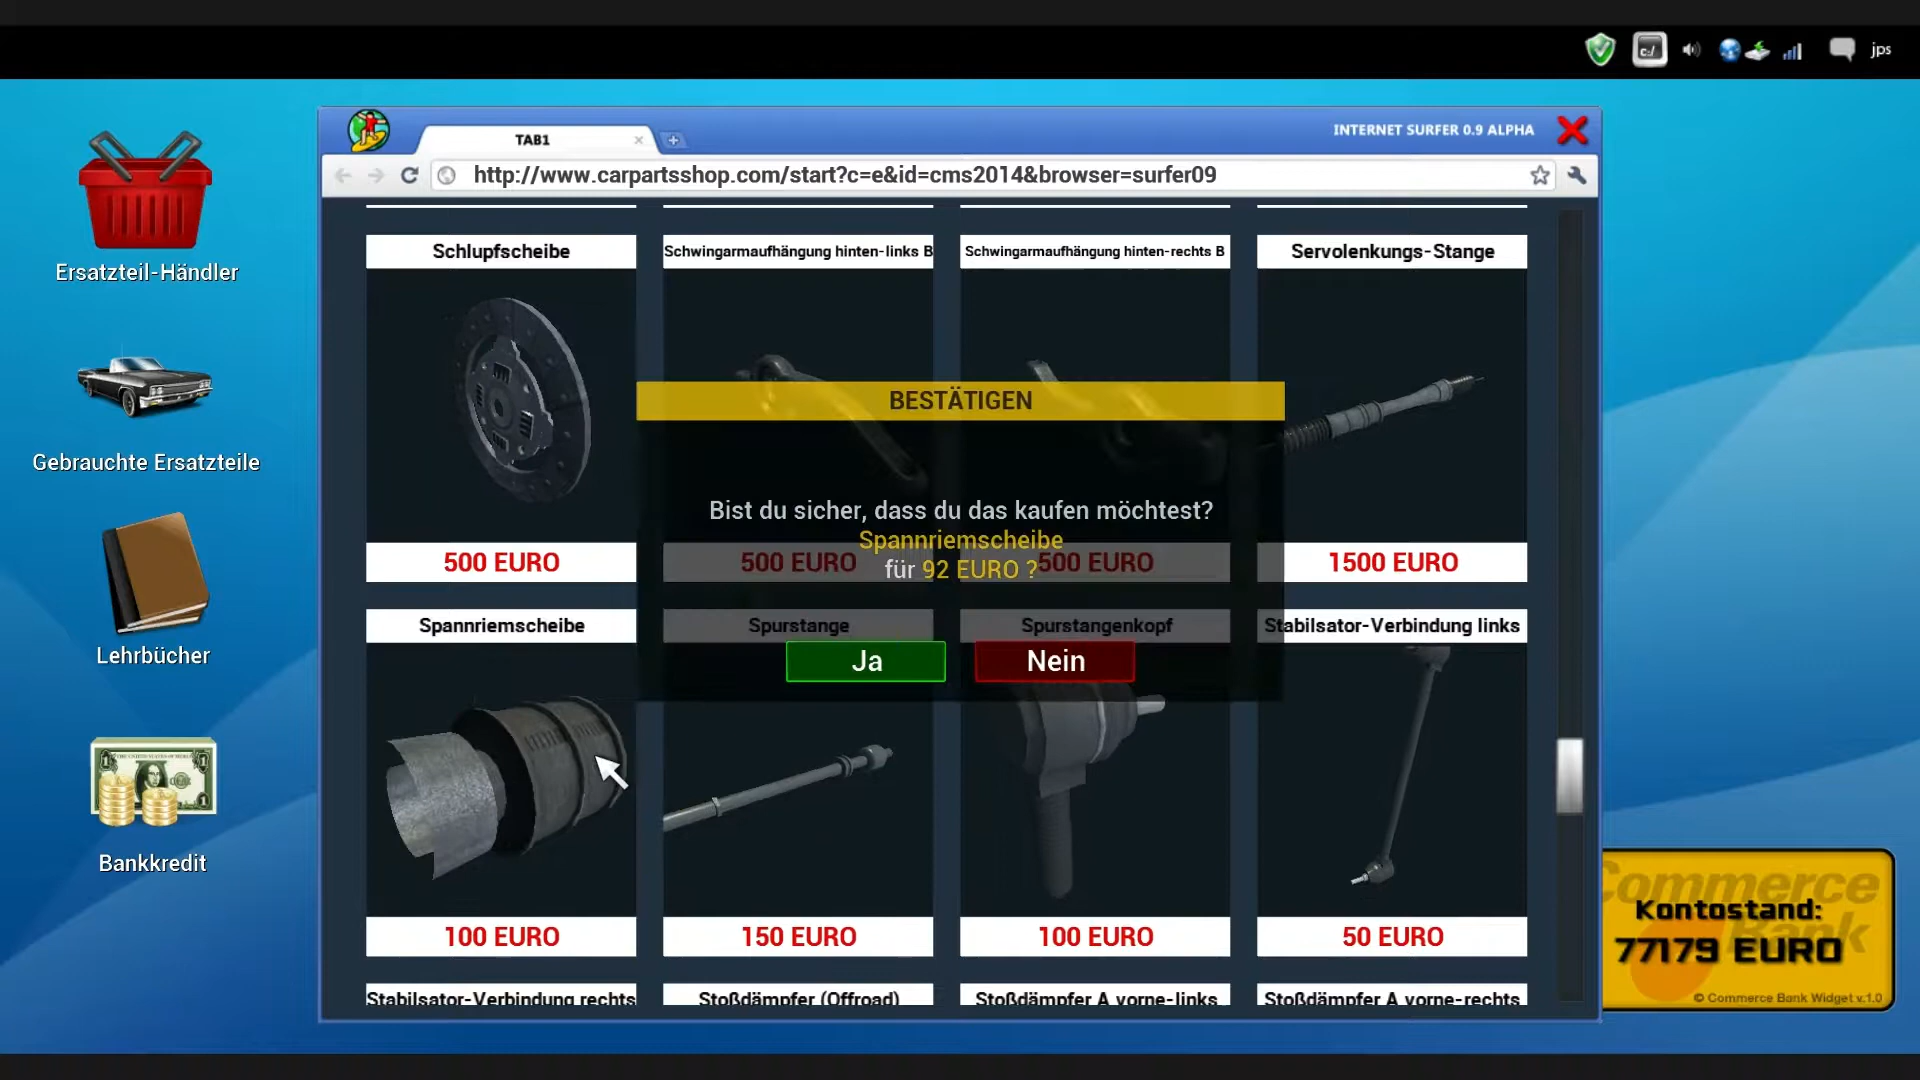 jps
TAB1
INTERNET SURFER 0.9 ALPHA
http://www.carpartsshop.com/start?c=e&id=cms2014&browser=surfer09
Ersatzteil-Händler
Gebrauchte Ersatzteile
Lehrbücher
Bankkredit
Schlupfscheibe
Schwingarmaufhängung hinten-links B
Schwingarmaufhängung hinten-rechts B
Servolenkungs-Stange
BESTÄTIGEN
Bist du sicher, dass du das kaufen möchtest?
Spannriemscheibe
für 92 EURO ?
500 EURO
500 EURO
500 EURO
1500 EURO
Spannriemscheibe
Spurstange
Spurstangenkopf
Stabilsator-Verbindung links
Ja
Nein
100 EURO
150 EURO
100 EURO
50 EURO
Stabilsator-Verbindung rechts
Stoßdämpfer (Offroad)
Stoßdämpfer A vorne-links
Stoßdämpfer A vorne-rechts
Commerce
Bank
Kontostand:
77179 EURO
© Commerce Bank Widget v.1.0